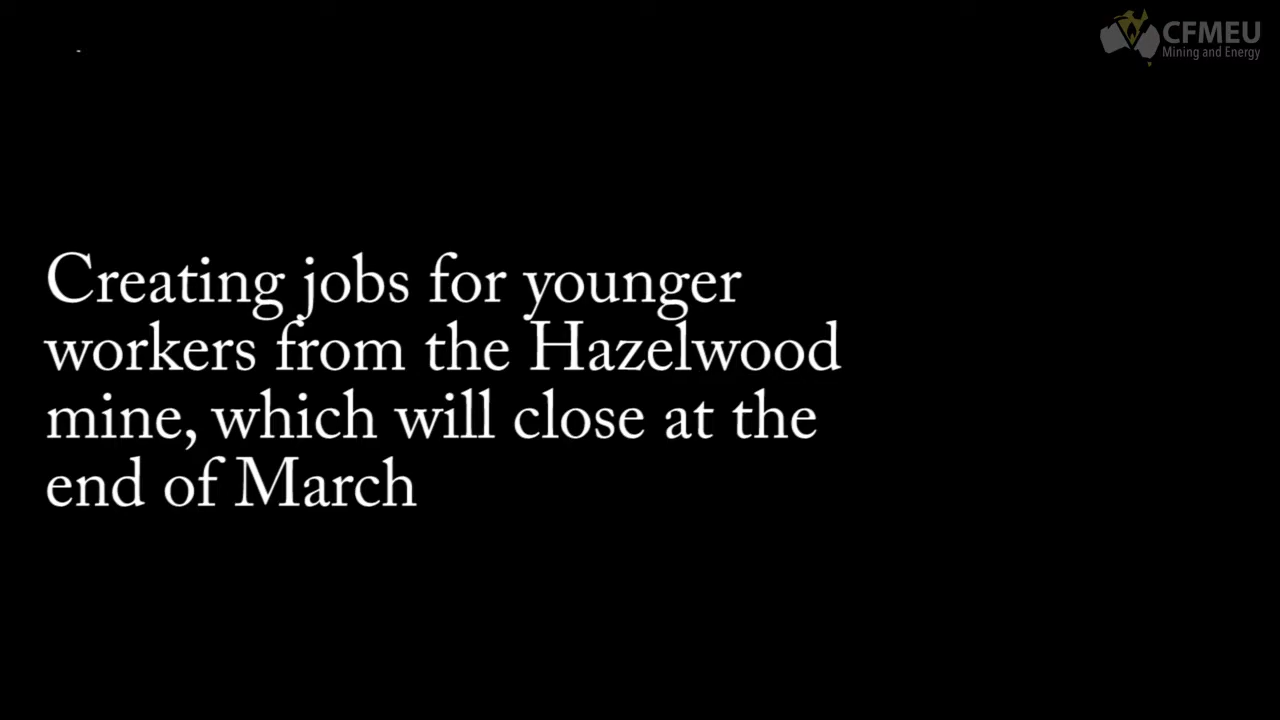 CFMEU
Mining and Energy
Creating jobs for younger
workers from the Hazelwood
mine, which will close at the
end of March